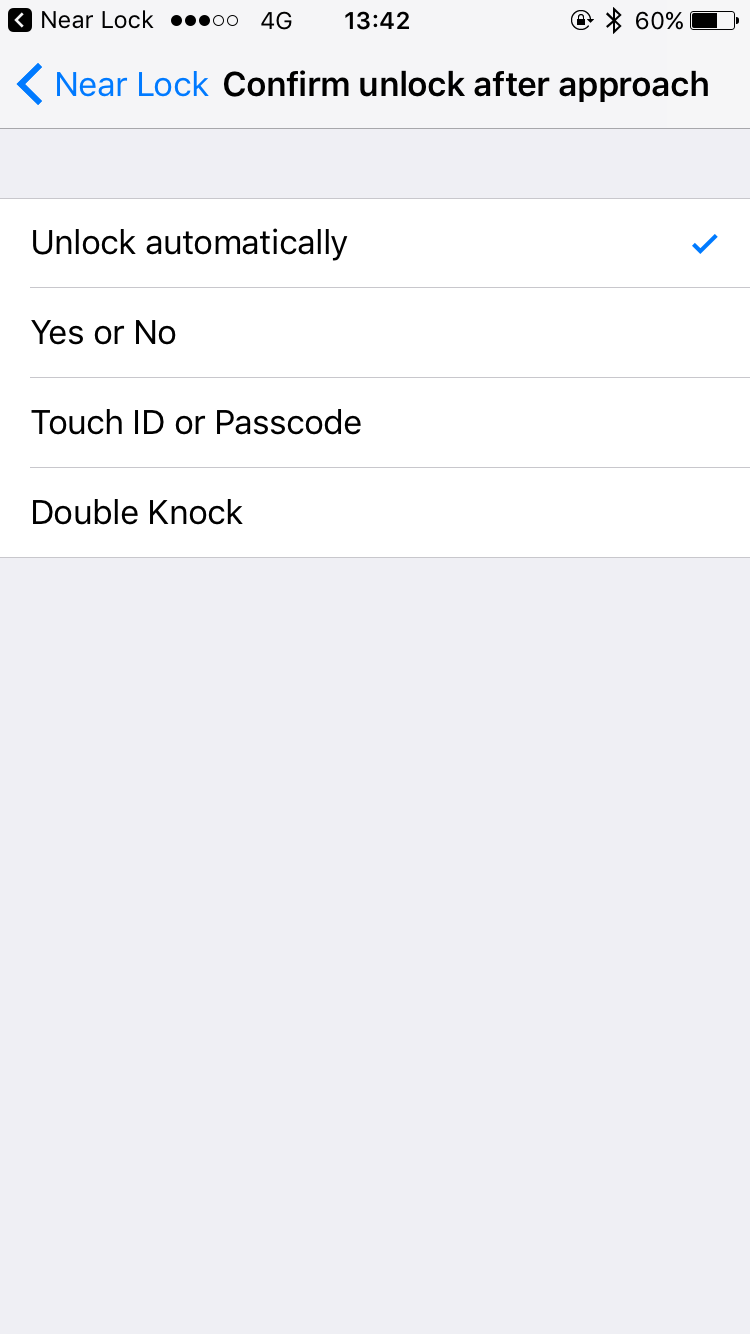 Near Lock 4G 13:42 60%
Near Lock Confirm unlock after approach
Unlock automatically
Yes or No
Touch ID or Passcode
Double Knock